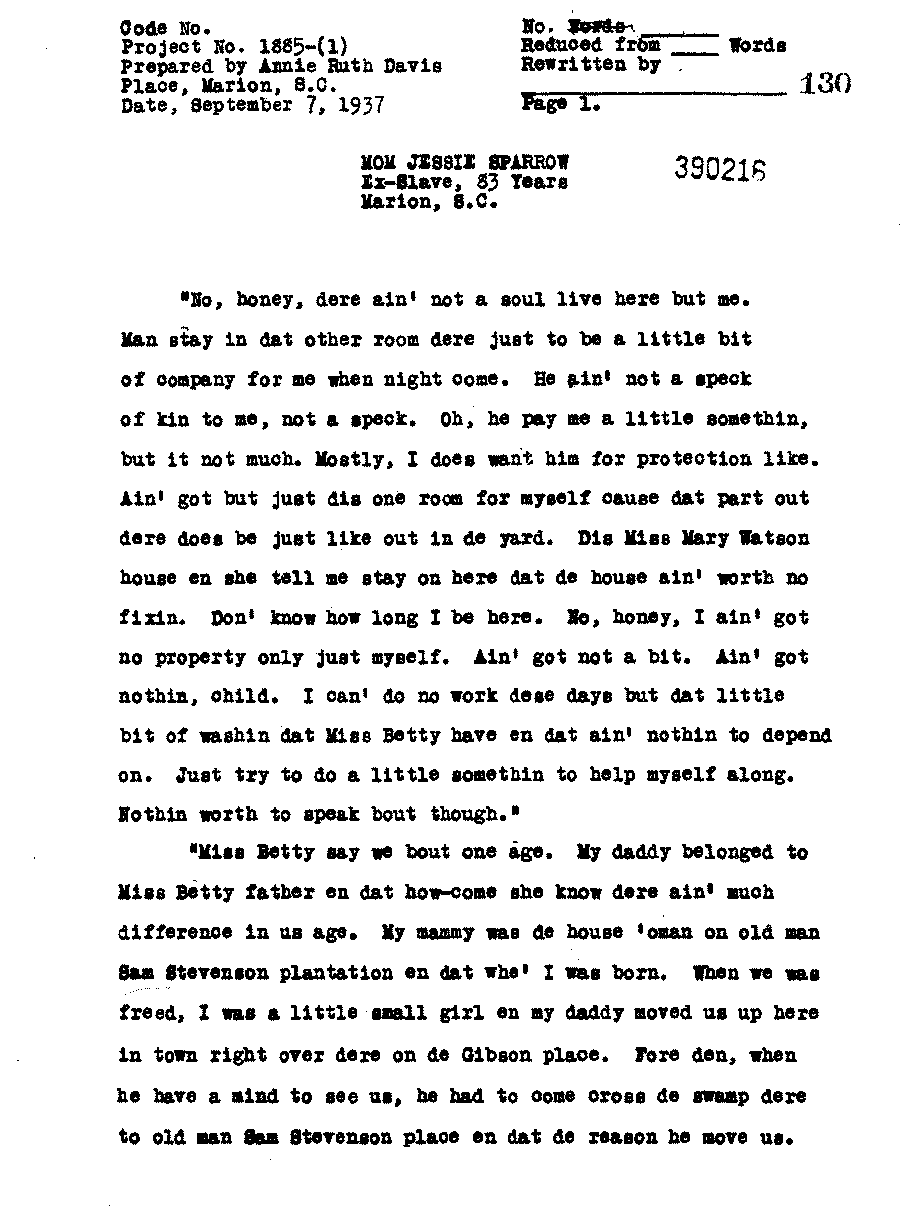 Code No.
Project No. 1885-(1)
Prepared by Annie Ruth Davis
Place, Marion, S.C.
Date, September 7, 1937
No. Words
Reduced from ____ Words
Rewritten by
130
Page 1.
MOM JESSIE SPARROW
Ex-Slave, 83 Years
Marion, S.C.
390216
"No, honey, dere ain' not a soul live here but me.
Man stay in dat other room dere just to be a little bit
of company for me when night come. He ain' not a speck
of kin to me, not a speck. Oh, he pay me a little somethin,
but it not much. Mostly, I does want him for protection like.
Ain' got but just dis one room for myself cause dat part out
dere does be just like out in de yard. Dis Miss Mary Watson
house en she tell me stay on here dat de house ain' worth no
fixin. Don' know how long I be here. No, honey, I ain' got
no property only just myself. Ain' got not a bit. Ain' got
nothin, child. I can' do no work dese days but dat little
bit of washin dat Miss Betty have en dat ain' nothin to depend
on. Just try to do a little somethin to help myself along.
Nothin worth to speak bout though."
"Miss Betty say we bout one age. My daddy belonged to
Miss Betty father en dat how-come she know dere ain' much
difference in us age. My mammy was de house 'oman on old man
Sam Stevenson plantation en dat whe' I was born. When we was
freed, I was a little small girl en my daddy moved us up here
in town right over dere on de Gibson place. Fore den, when
he have a mind to see us, he had to come cross de swamp dere
to old man Sam Stevenson place en dat de reason he move us.